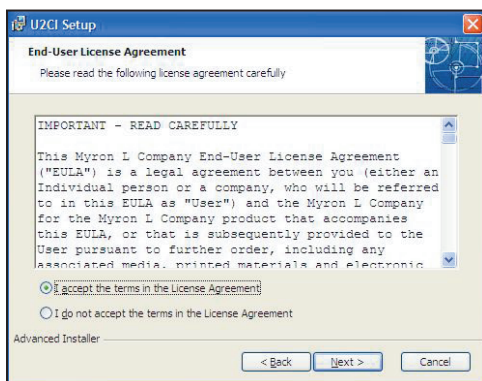 U2CI Setup
End-User License Agreement
Please read the following license agreement carefully
IMPORTANT - READ CAREFULLY
This Myron L Company End-User License Agreement
("EULA") is a legal agreement between you (either an
Individual person or a company, who will be referred
to in this EULA as "User") and the Myron L Company
for the Myron L Company product that accompanies
this EULA, or that is subsequently provided to the
User pursuant to further order, including any
associated media, printed materials and electronic
I accept the terms in the License Agreement
I do not accept the terms in the License Agreement
Advanced Installer
< Back
Next >
Cancel